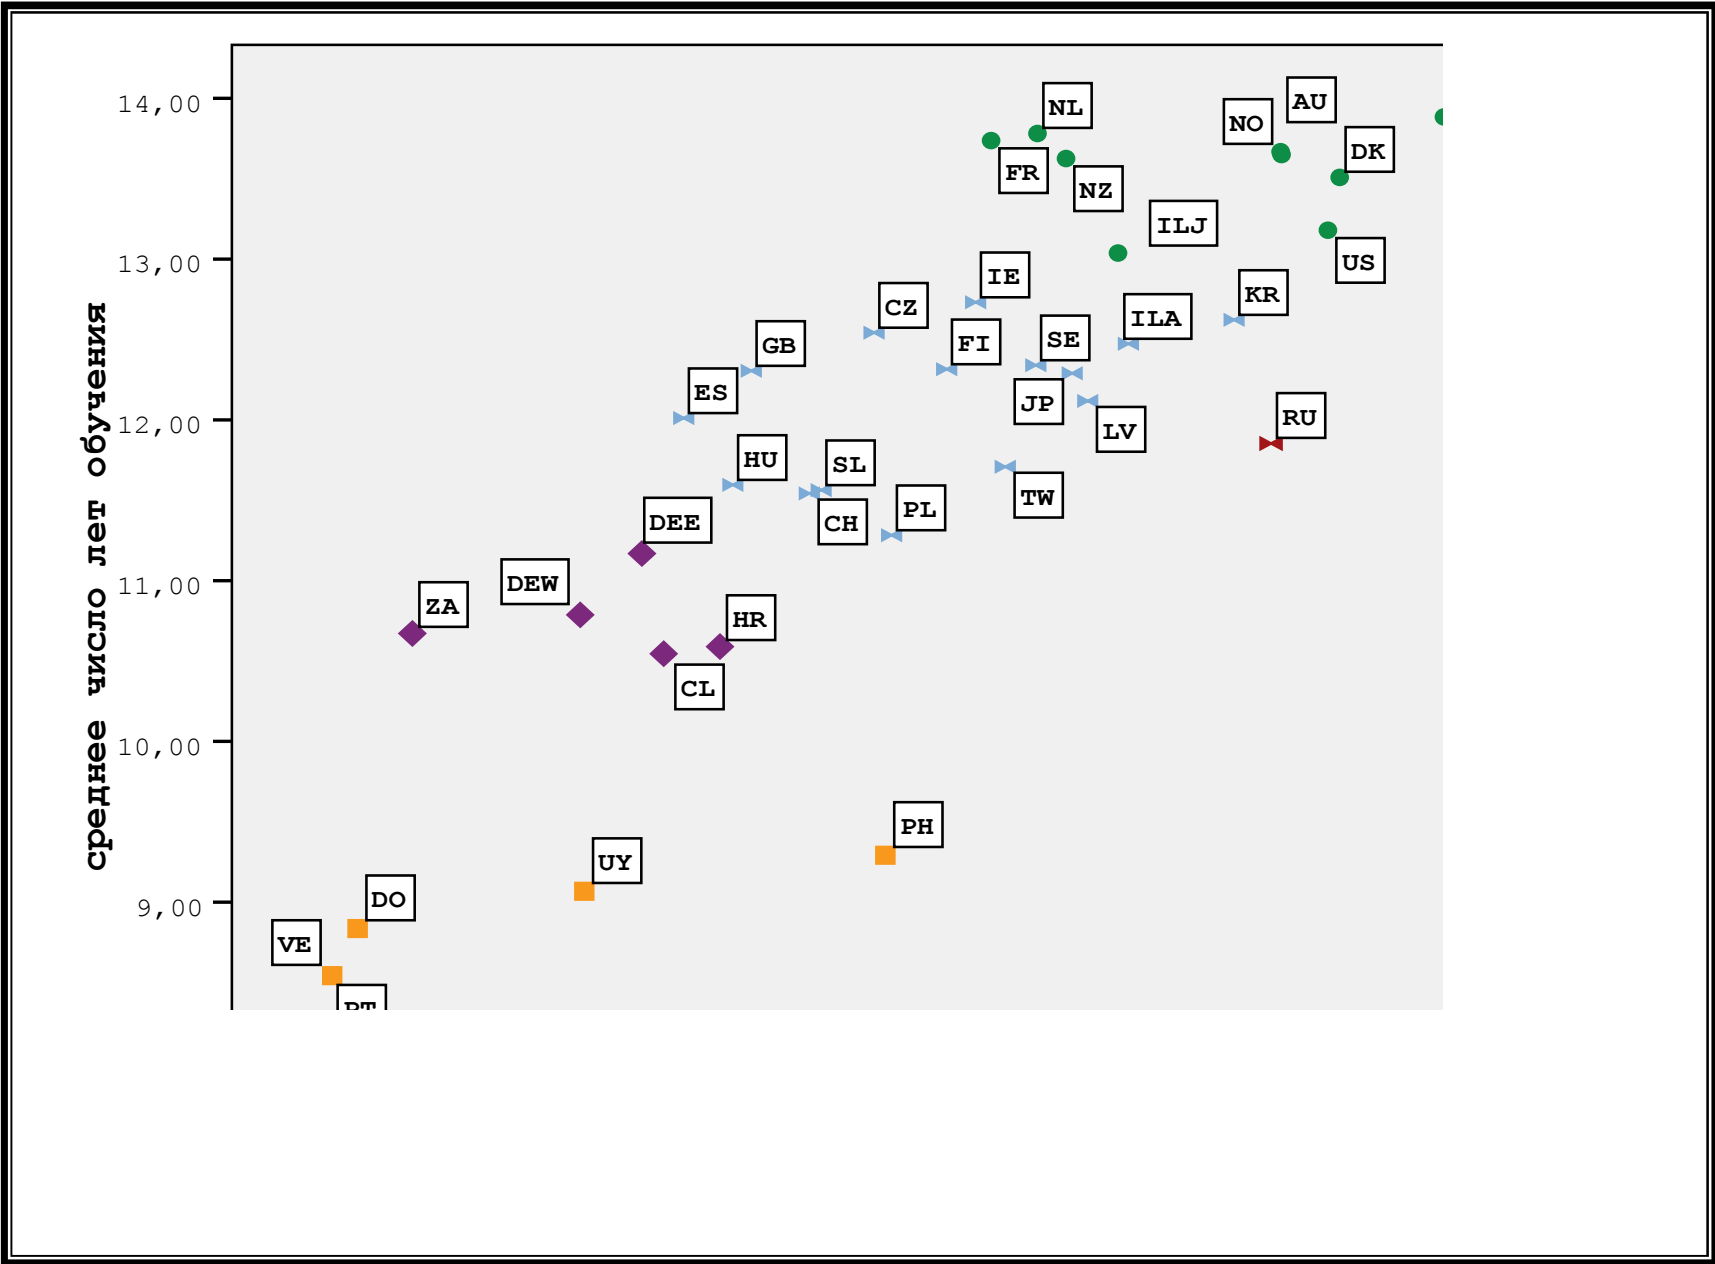 среднее число лет обучения
14,00
13,00
12,00
11,00
10,00
9,00
NL
AU
NO
DK
FR
NZ
ILJ
US
IE
KR
CZ
ILA
GB
FI
SE
ES
JP
RU
LV
HU
SL
TW
PL
DEE
CH
DEW
ZA
HR
CL
PH
UY
DO
VE